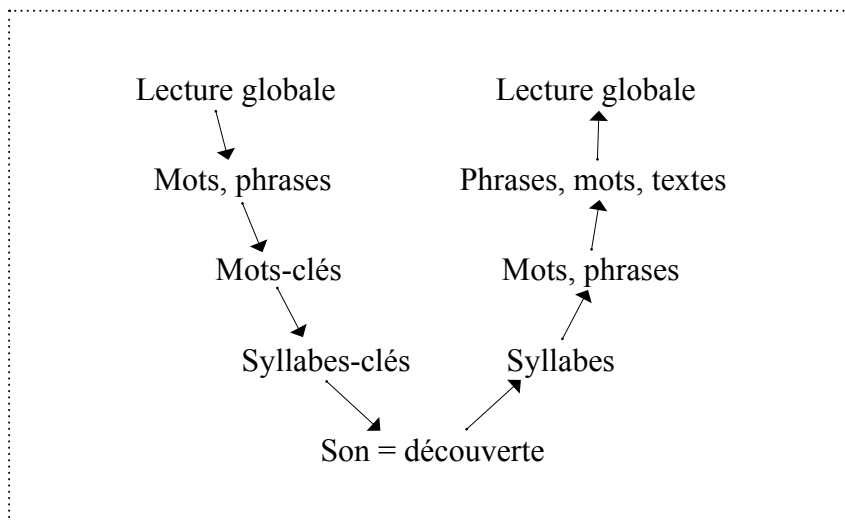 Lecture globale
Lecture globale
Mots, phrases
Phrases, mots, textes
Mots-clés
Mots, phrases
Syllabes-clés
Syllabes
Son = découverte